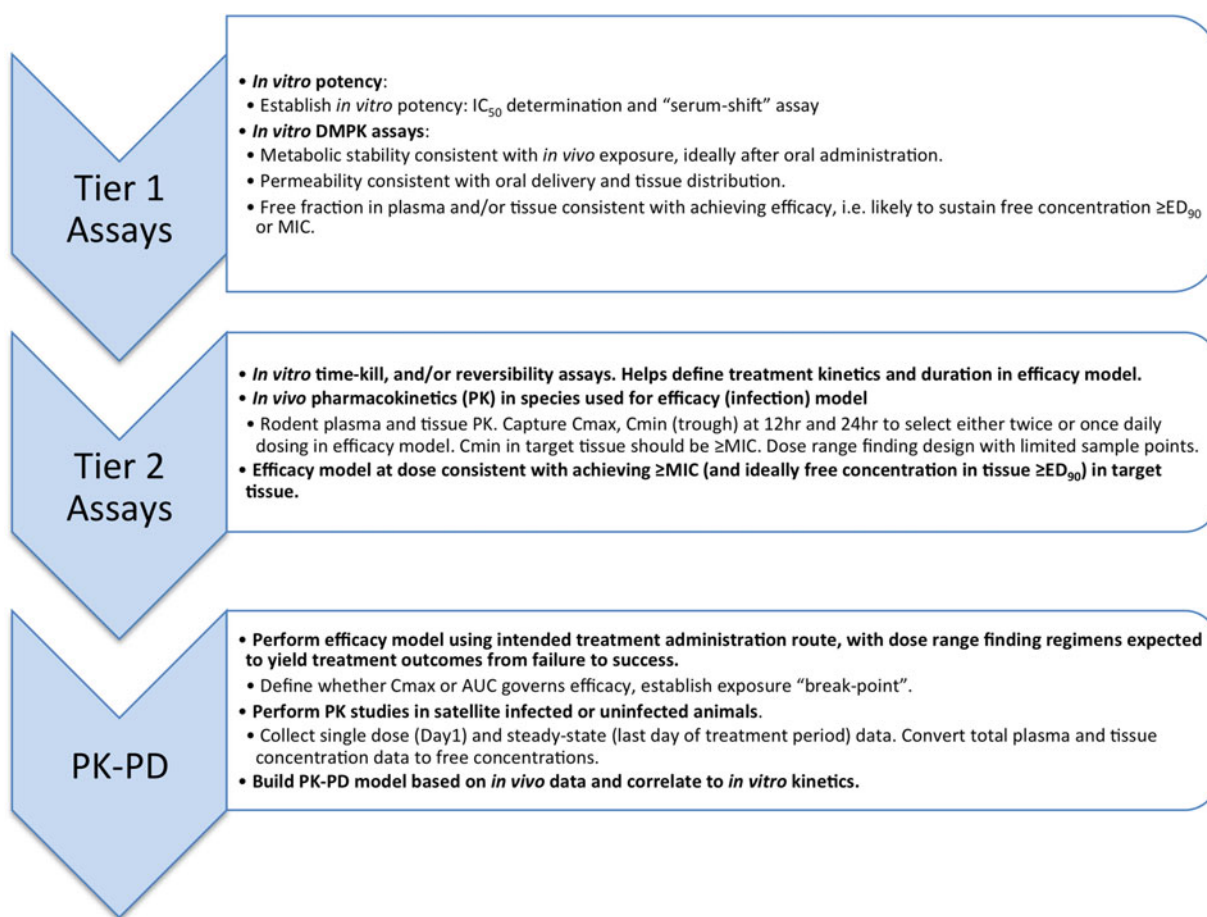 Tier 1
Assays
• In vitro potency:
• Establish in vitro potency: IC50 determination and “serum-shift” assay
• In vitro DMPK assays:
• Metabolic stability consistent with in vivo exposure, ideally after oral administration.
• Permeability consistent with oral delivery and tissue distribution.
• Free fraction in plasma and/or tissue consistent with achieving efficacy, i.e. likely to sustain free concentration ≥ED90
or MIC.
Tier 2
Assays
• In vitro time-kill, and/or reversibility assays. Helps define treatment kinetics and duration in efficacy model.
• In vivo pharmacokinetics (PK) in species used for efficacy (infection) model
• Rodent plasma and tissue PK. Capture Cmax, Cmin (trough) at 12hr and 24hr to select either twice or once daily
dosing in efficacy model. Cmin in target tissue should be ≥MIC. Dose range finding design with limited sample points.
• Efficacy model at dose consistent with achieving ≥MIC (and ideally free concentration in tissue ≥ED90) in target
tissue.
PK-PD
• Perform efficacy model using intended treatment administration route, with dose range finding regimens expected
to yield treatment outcomes from failure to success.
• Define whether Cmax or AUC governs efficacy, establish exposure “break-point”.
• Perform PK studies in satellite infected or uninfected animals.
• Collect single dose (Day1) and steady-state (last day of treatment period) data. Convert total plasma and tissue
concentration data to free concentrations.
• Build PK-PD model based on in vivo data and correlate to in vitro kinetics.